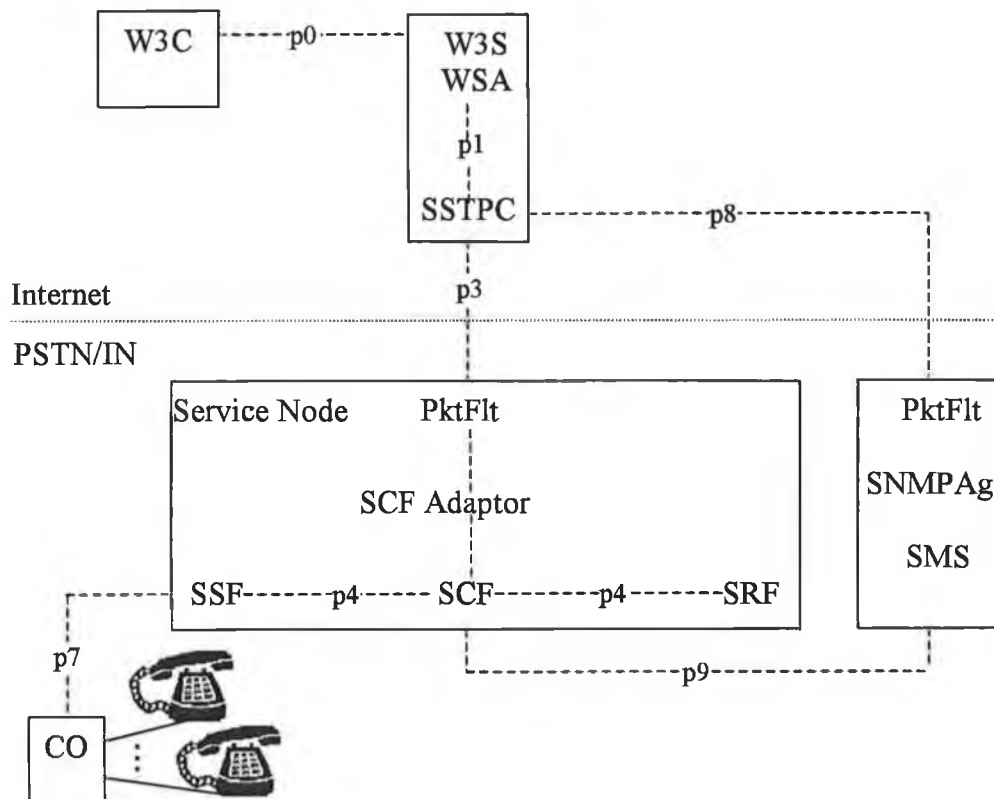 W3C
p0
W3S
WSA
p1
SSTPC
p8
p3
Internet
PSTN/IN
Service Node
PktFlt
PktFlt
SCF Adaptor
SNMPAg
SMS
SSF
p4
SCF
p4
SRF
p7
p9
CO